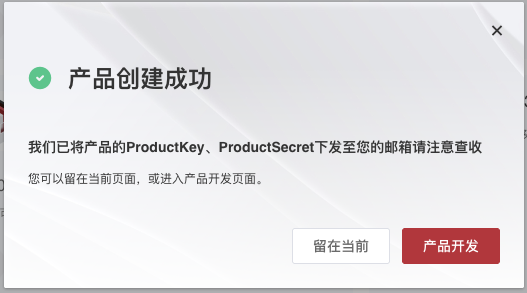 产品创建成功
我们已将产品的ProductKey、ProductSecret下发至您的邮箱请注意查收
您可以留在当前页面，或进入产品开发页面。
留在当前
产品开发